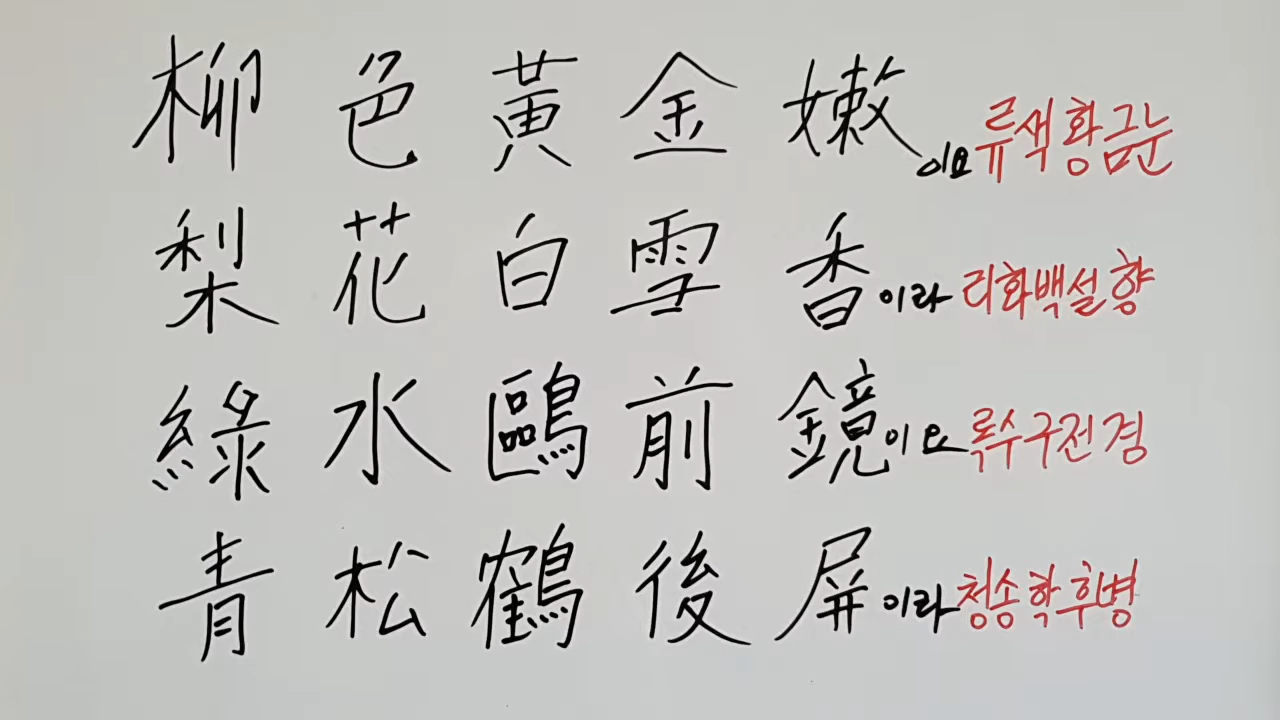 柳色黃金嫩이요 류색황금눈
梨花白雪香이라 리화백설향
綠水鷗前鏡이요 록수구전경
青松鶴後屏이라 청송학후병